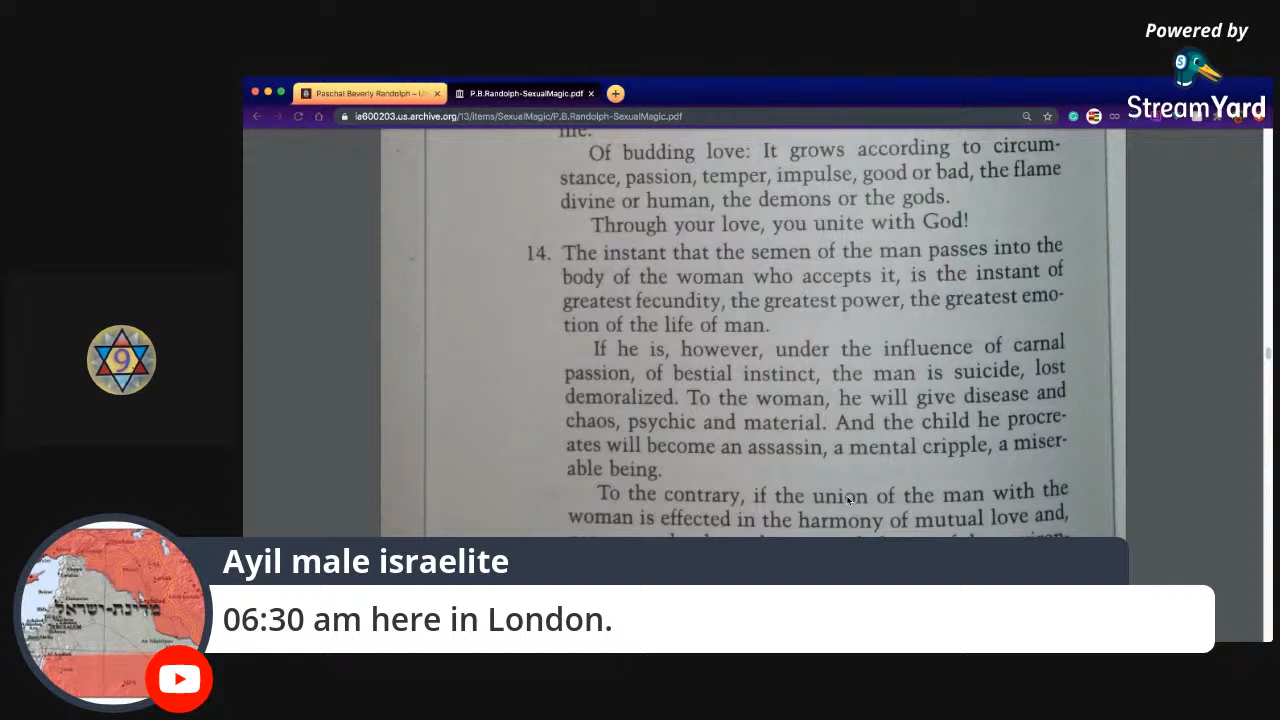 Powered by
StreamYard
Paschal Beverly Randolph – U
P.B.Randolph-SexualMagic.pdf
ia600203.us.archive.org/13/items/SexualMagic/P.B.Randolph-SexualMagic.pdf
Of budding love: It grows according to circum-
stance, passion, temper, impulse, good or bad, the flame
divine or human, the demons or the gods.
Through your love, you unite with God!
14. The instant that the semen of the man passes into the
body of the woman who accepts it, is the instant of
greatest fecundity, the greatest power, the greatest emo-
tion of the life of man.
If he is, however, under the influence of carnal
passion, of bestial instinct, the man is suicide, lost
demoralized. To the woman, he will give disease and
chaos, psychic and material. And the child he procre-
ates will become an assassin, a mental cripple, a miser-
able being.
To the contrary, if the union of the man with the
woman is effected in the harmony of mutual love and,
9
מדינת-ישראל
Ayil male israelite
06:30 am here in London.